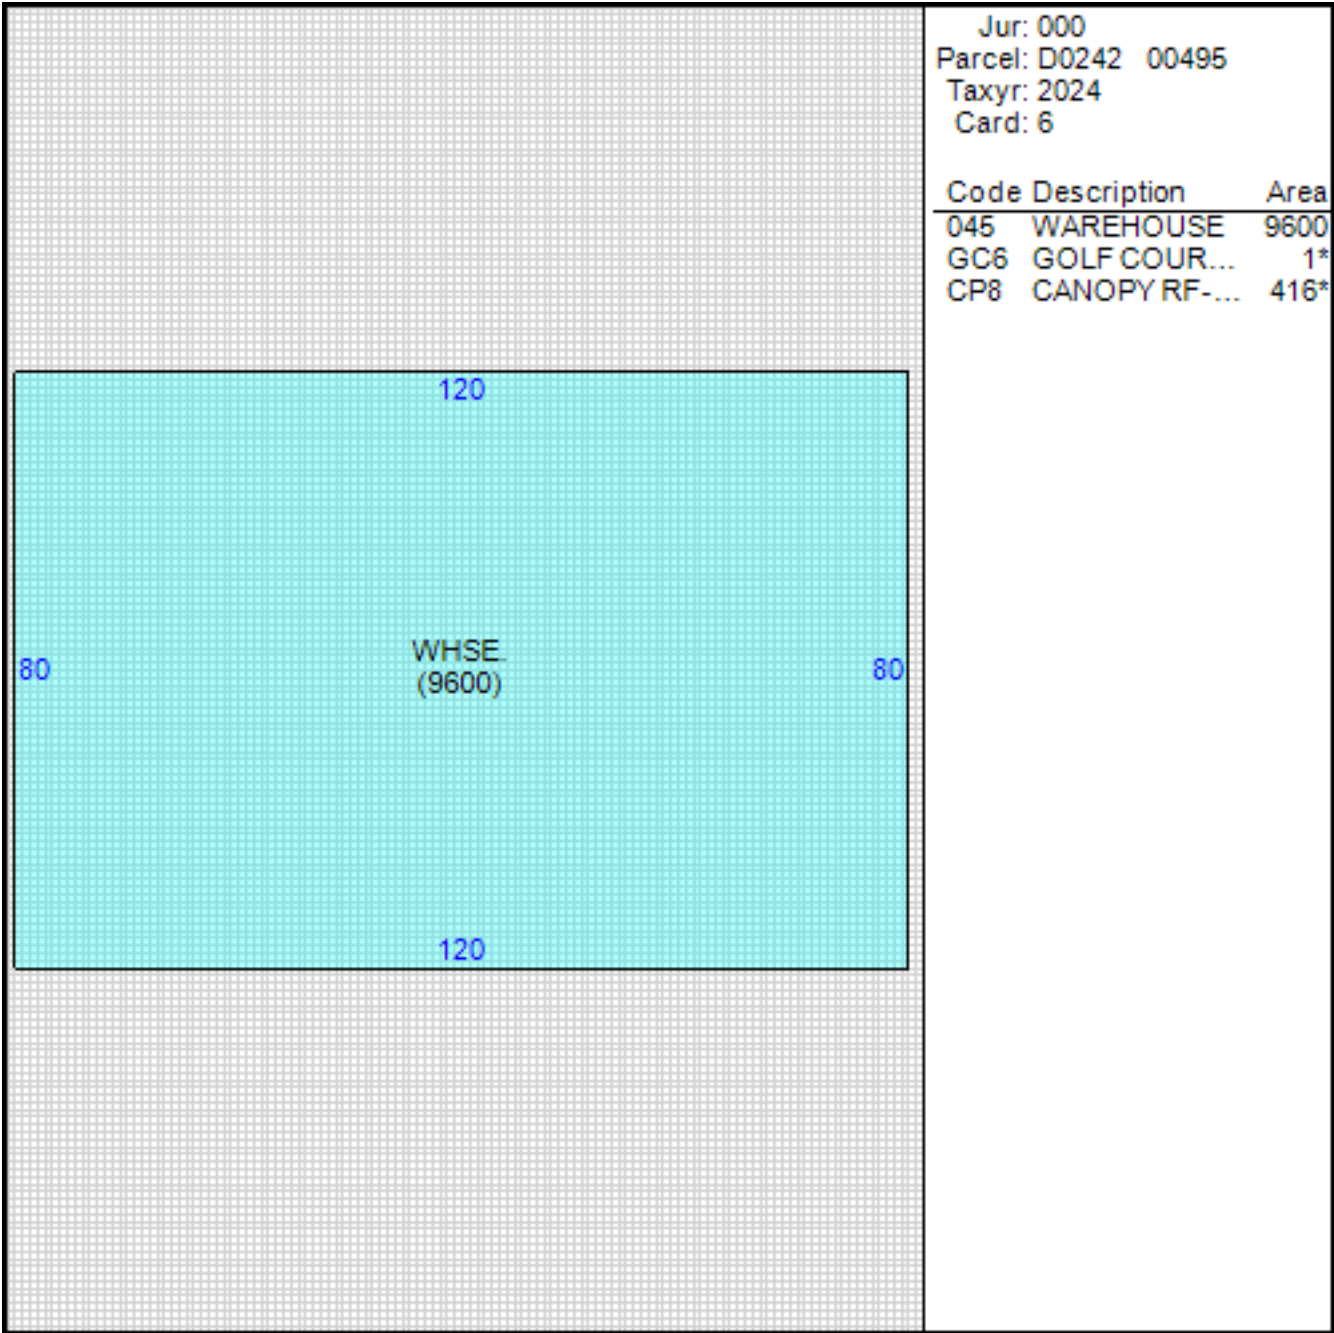 Jur: 000
Parcel: D0242 00495
Taxyr: 2024
Card: 6
Code Description Area
045 WAREHOUSE 9600
GC6 GOLF COUR... 1*
CP8 CANOPY RF-... 416*
120
80
WHSE.
(9600)
80
120